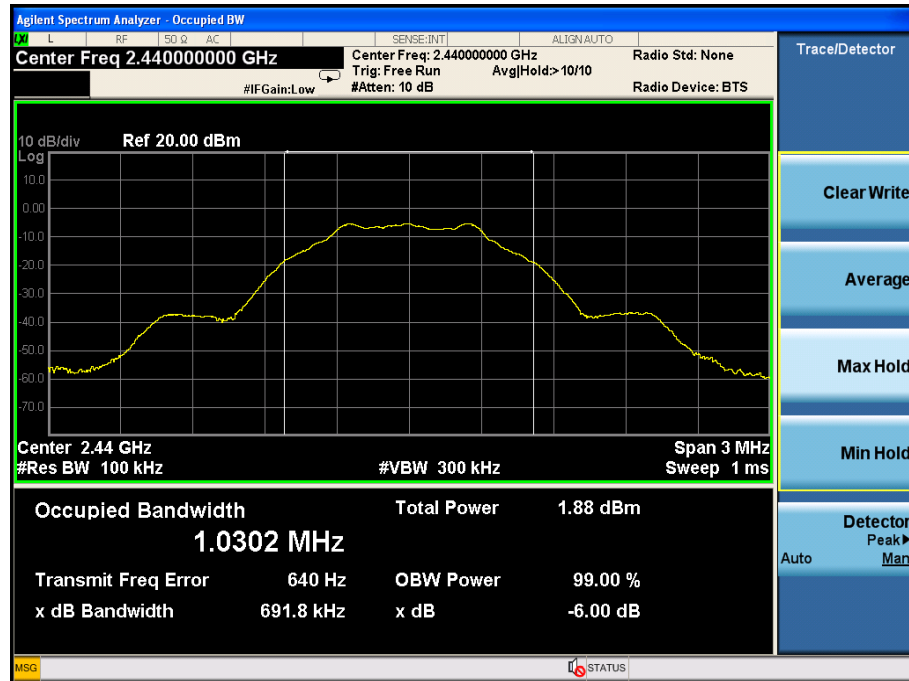 Agilent Spectrum Analyzer - Occupied BW
LXI L RF 50 Ω AC SENSE:INT ALIGN AUTO
Center Freq 2.440000000 GHz
Center Freq: 2.440000000 GHz
Radio Std: None
Trig: Free Run Avg|Hold:>10/10
#IFGain:Low
#Atten: 10 dB
Radio Device: BTS
Trace/Detector
10 dB/div Ref 20.00 dBm
Log
10.0
0.00
-10.0
-20.0
-30.0
-40.0
-50.0
-60.0
-70.0
Center 2.44 GHz Span 3 MHz
#Res BW 100 kHz #VBW 300 kHz Sweep 1 ms
Occupied Bandwidth Total Power 1.88 dBm
1.0302 MHz
Transmit Freq Error 640 Hz OBW Power 99.00 %
x dB Bandwidth 691.8 kHz x dB -6.00 dB
Clear Write
Average
Max Hold
Min Hold
Detector
Peak▶
Auto Man
MSG STATUS